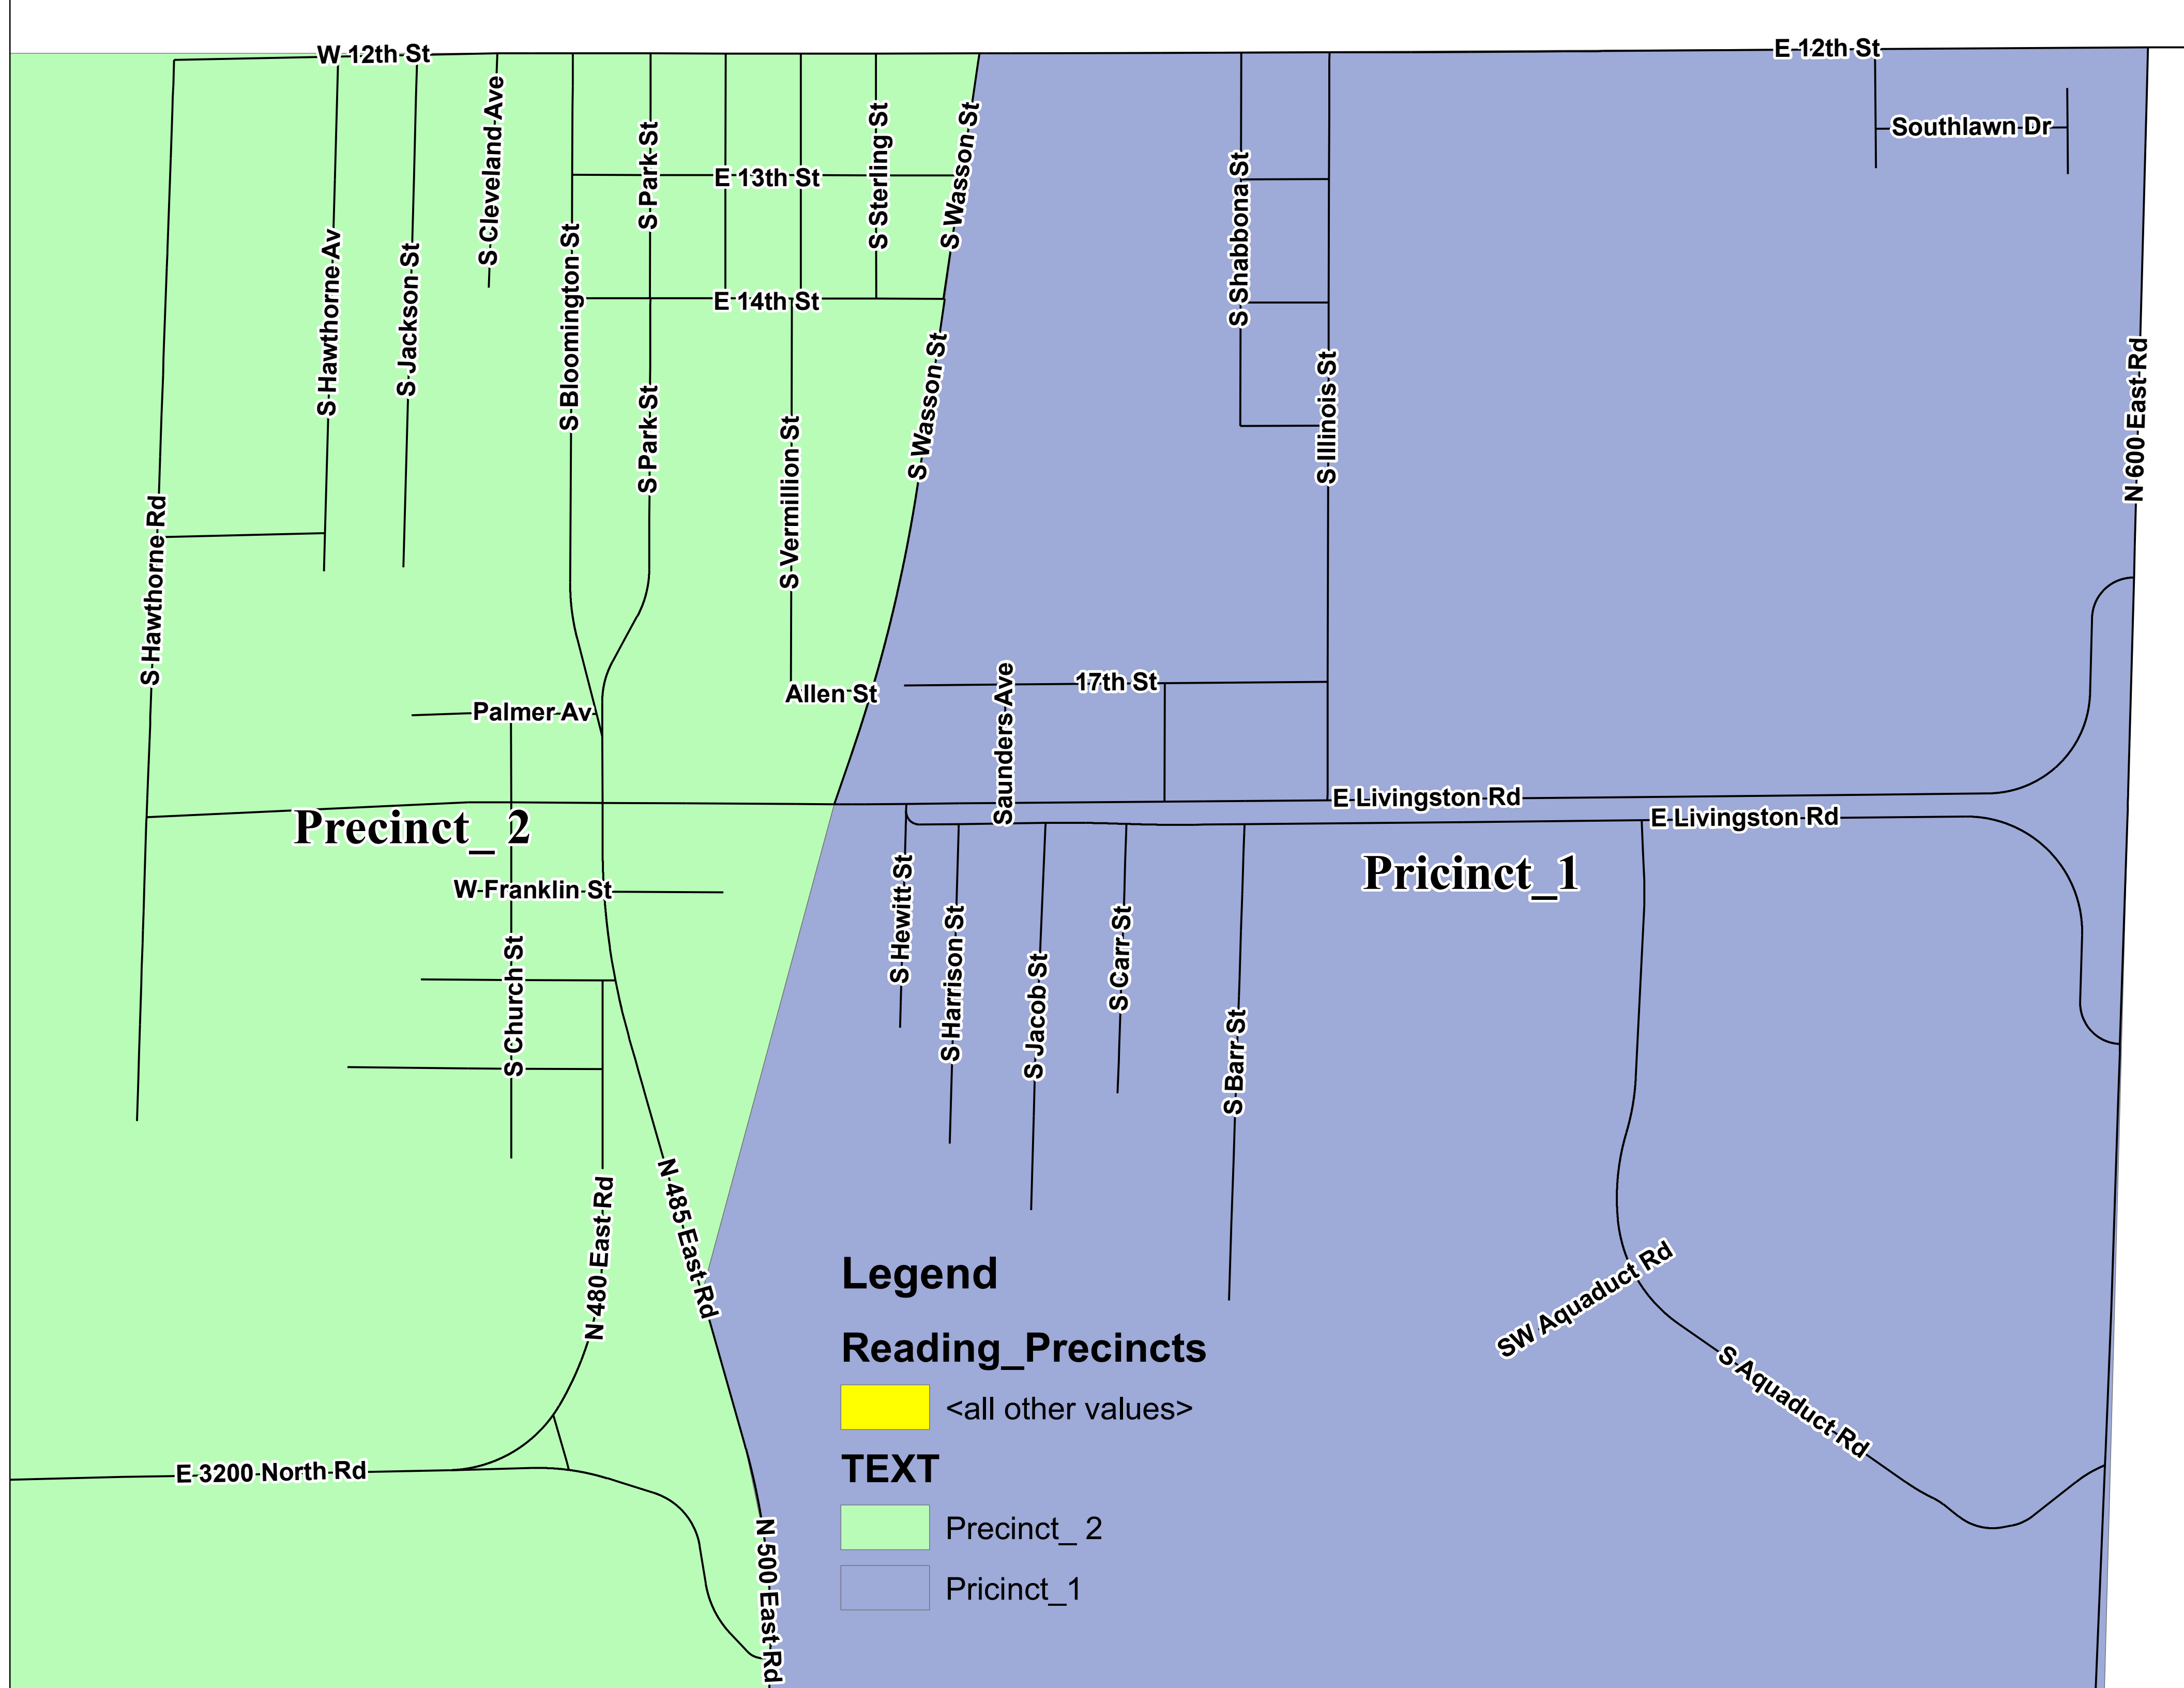 W 12th St
E 12th St
Southlawn Dr
S Cleveland Ave
S Park St
E 13th St
S Sterling St
S Wasson St
S Shabbona St
S Hawthorne Av
S Jackson St
S Bloomington St
E 14th St
S Park St
S Vermillion St
S Wasson St
S Illinois St
N 600 East Rd
S Hawthorne Rd
Palmer Av
Allen St
17th St
Saunders Ave
E Livingston Rd
E Livingston Rd
Precinct_ 2
Pricinct_1
W Franklin St
S Church St
S Hewitt St
S Harrison St
S Jacob St
S Carr St
S Barr St
N 480 East Rd
N 485 East Rd
SW Aquaduct Rd
S Aquaduct Rd
E 3200 North Rd
N 500 East Rd
Legend
Reading_Precincts
<all other values>
TEXT
Precinct_ 2
Pricinct_1